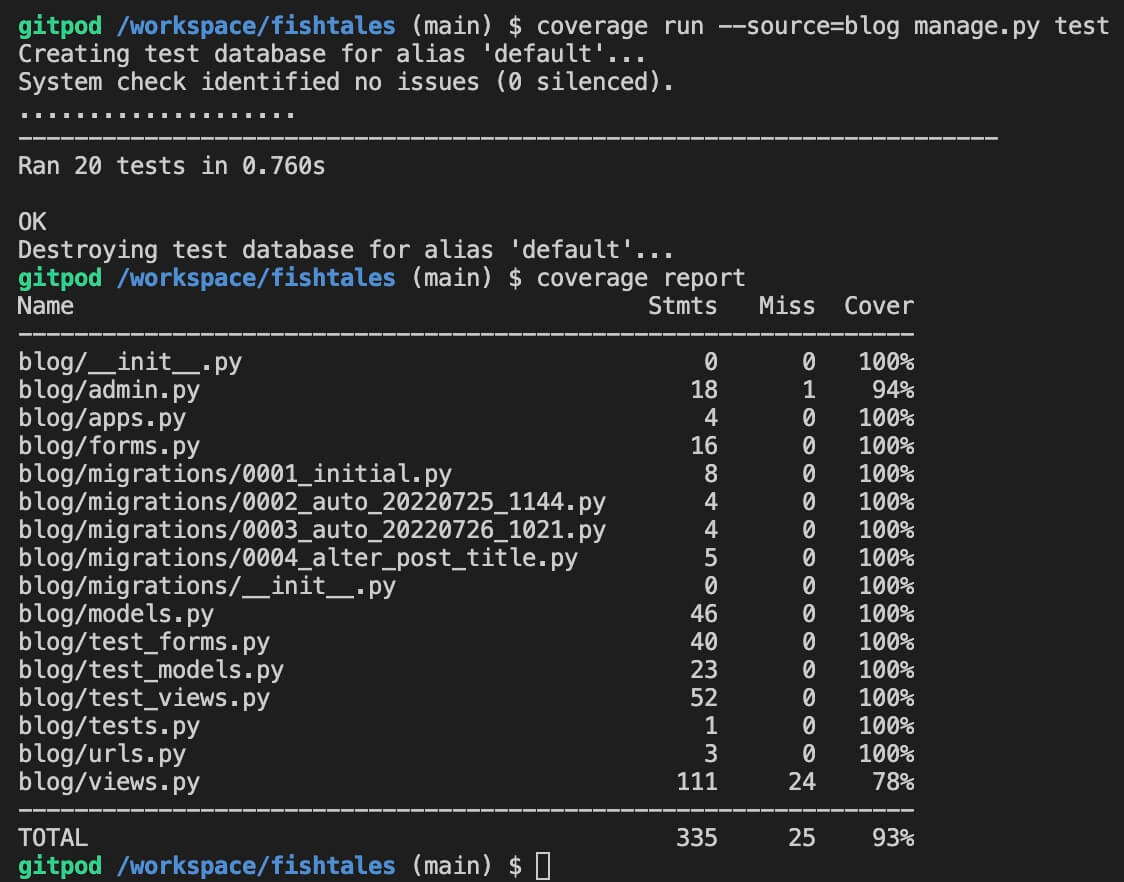 gitpod /workspace/fishtales (main) $ coverage run --source=blog manage.py test
Creating test database for alias 'default'...
System check identified no issues (0 silenced).
....................
----------------------------------------------------------------------
Ran 20 tests in 0.760s

OK
Destroying test database for alias 'default'...
gitpod /workspace/fishtales (main) $ coverage report
Name                                         Stmts   Miss  Cover
----------------------------------------------------------------
blog/__init__.py                                 0      0   100%
blog/admin.py                                   18      1    94%
blog/apps.py                                     4      0   100%
blog/forms.py                                   16      0   100%
blog/migrations/0001_initial.py                  8      0   100%
blog/migrations/0002_auto_20220725_1144.py       4      0   100%
blog/migrations/0003_auto_20220726_1021.py       4      0   100%
blog/migrations/0004_alter_post_title.py         5      0   100%
blog/migrations/__init__.py                      0      0   100%
blog/models.py                                  46      0   100%
blog/test_forms.py                              40      0   100%
blog/test_models.py                             23      0   100%
blog/test_views.py                              52      0   100%
blog/tests.py                                    1      0   100%
blog/urls.py                                     3      0   100%
blog/views.py                                  111     24    78%
----------------------------------------------------------------
TOTAL                                          335     25    93%
gitpod /workspace/fishtales (main) $